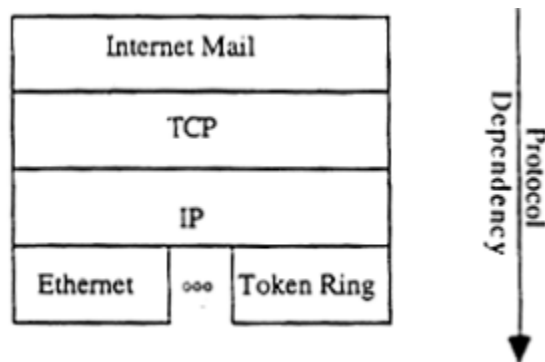 Internet Mail
TCP
IP
Ethernet ooo Token Ring
Protocol
Dependency